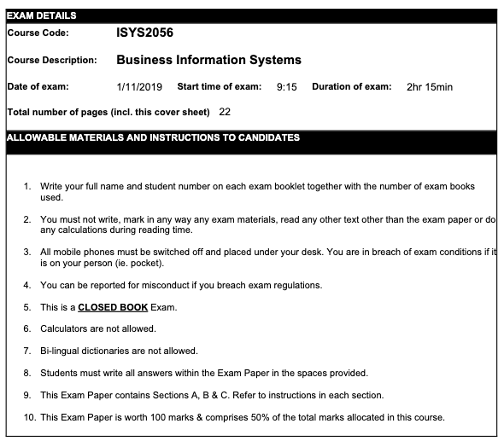 EXAM DETAILS
Course Code: ISYS2056
Course Description: Business Information Systems
Date of exam: 1/11/2019 Start time of exam: 9:15 Duration of exam: 2hr 15min
Total number of pages (incl. this cover sheet) 22
ALLOWABLE MATERIALS AND INSTRUCTIONS TO CANDIDATES
1. Write your full name and student number on each exam booklet together with the number of exam books
used.
2. You must not write, mark in any way any exam materials, read any other text other than the exam paper or do
any calculations during reading time.
3. All mobile phones must be switched off and placed under your desk. You are in breach of exam conditions if it
is on your person (ie. pocket).
4. You can be reported for misconduct if you breach exam regulations.
5. This is a CLOSED BOOK Exam.
6. Calculators are not allowed.
7. Bi-lingual dictionaries are not allowed.
8. Students must write all answers within the Exam Paper in the spaces provided.
9. This Exam Paper contains Sections A, B & C. Refer to instructions in each section.
10. This Exam Paper is worth 100 marks & comprises 50% of the total marks allocated in this course.